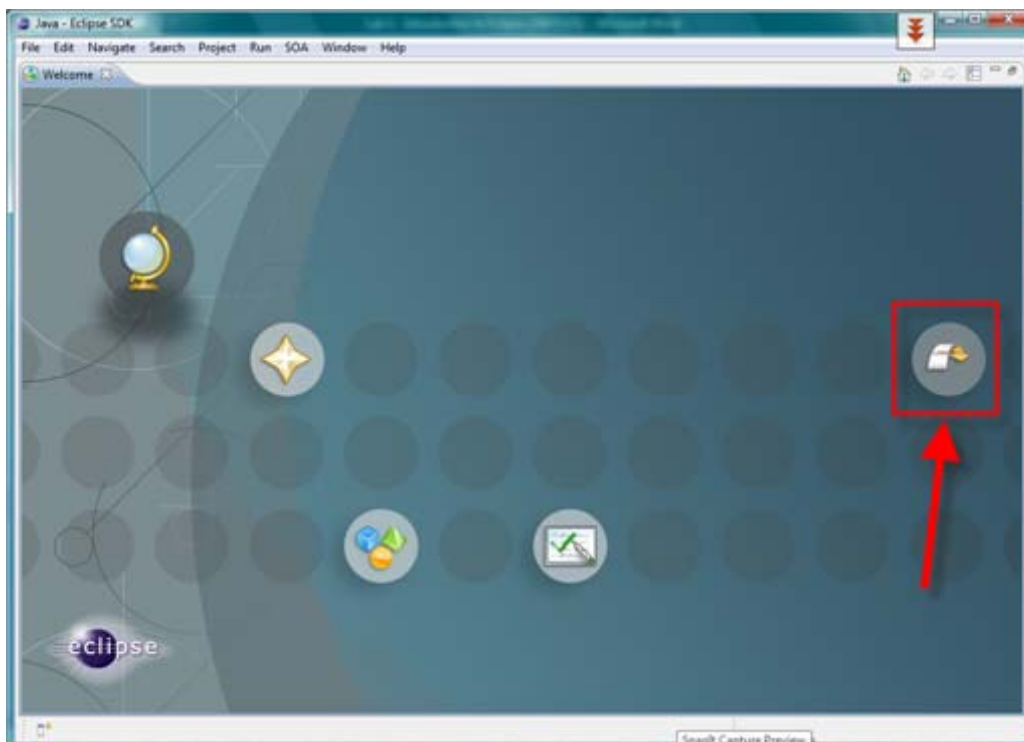 Java - Eclipse SDK
File Edit Navigate Search Project Run SOA Window Help
Welcome
eclipse
SnagIt Capture Preview